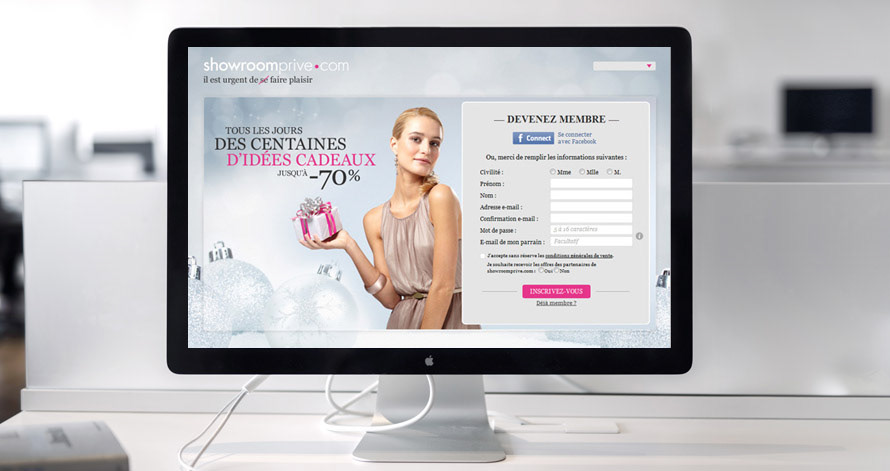 showroomprive.com
il est urgent de sé faire plaisir
TOUS LES JOURS
DES CENTAINES
D'IDÉES CADEAUX
JUSQU'À -70%
— DEVENEZ MEMBRE —
f Connect
Se connecter
avec Facebook
Ou, merci de remplir les informations suivantes :
Civilité : Mme Mlle M.
Prénom :
Nom :
Adresse e-mail :
Confirmation e-mail :
Mot de passe : 5 à 16 caractères
E-mail de mon parrain : Facultatif
J'accepte sans réserve les conditions générales de vente.
Je souhaite recevoir les offres des partenaires de
showroomprive.com : Oui Non
INSCRIVEZ-VOUS
Déjà membre ?